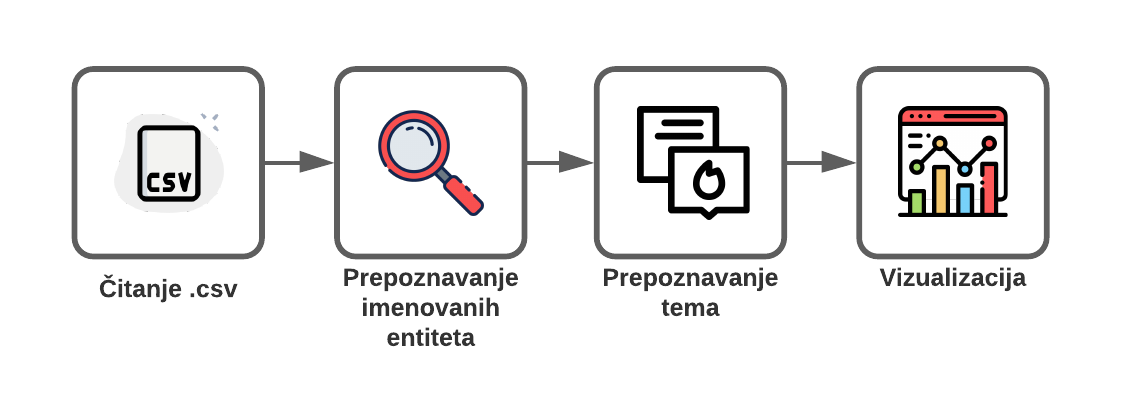 CSV
Čitanje .csv
Prepoznavanje
imenovanih
entiteta
Prepoznavanje
tema
Vizualizacija